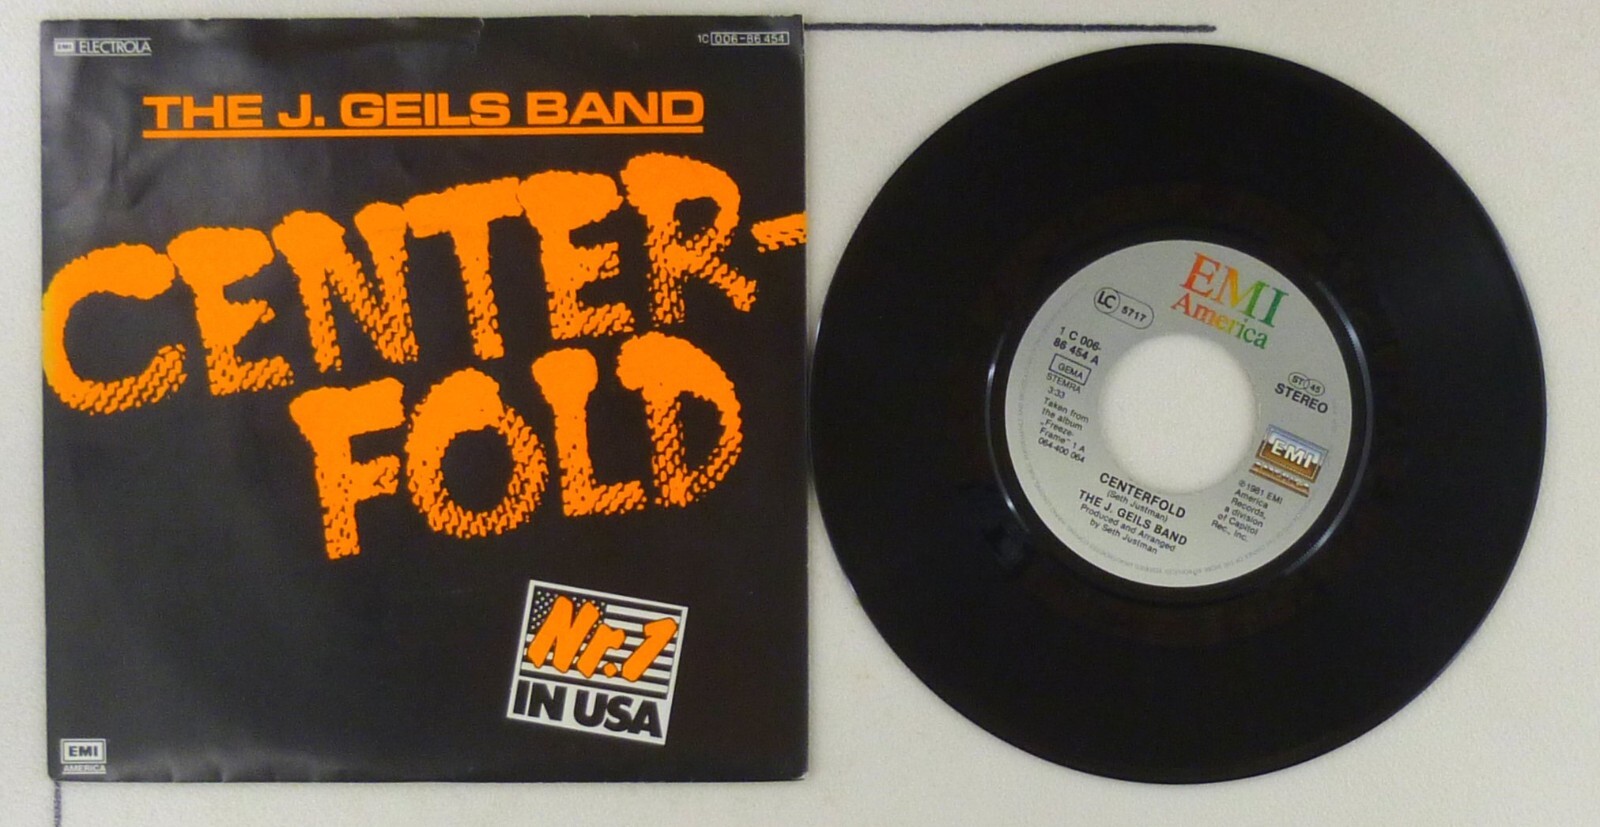 EMI ELECTROLA
1C 006-86 454
THE J. GEILS BAND
CENTER-
FOLD
Nr.1
IN USA
EMI
AMERICA
EMI
America
LC 5717
1 C 006-
86 454 A
GEMA
STEMRA
3:33
Taken from
the album
„Freeze-
Frame" 1 A
064-400 064
ST 45
STEREO
EMI
℗1981 EMI
America
Records,
a division
of Capitol
Rec., Inc.
CENTERFOLD
(Seth Justman)
THE J. GEILS BAND
Produced and Arranged
by Seth Justman